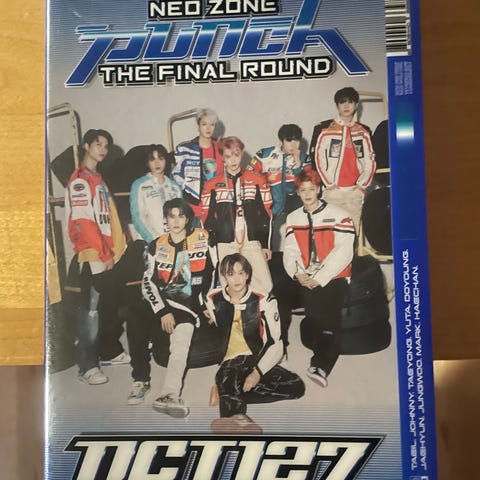 NEO ZONE
PUNCH
THE FINAL ROUND
NCT127
TAEIL. JOHNNY. TAEYONG. YUTA. DOYOUNG.
JAEHYUN. JUNGWOO. MARK. HAECHAN.